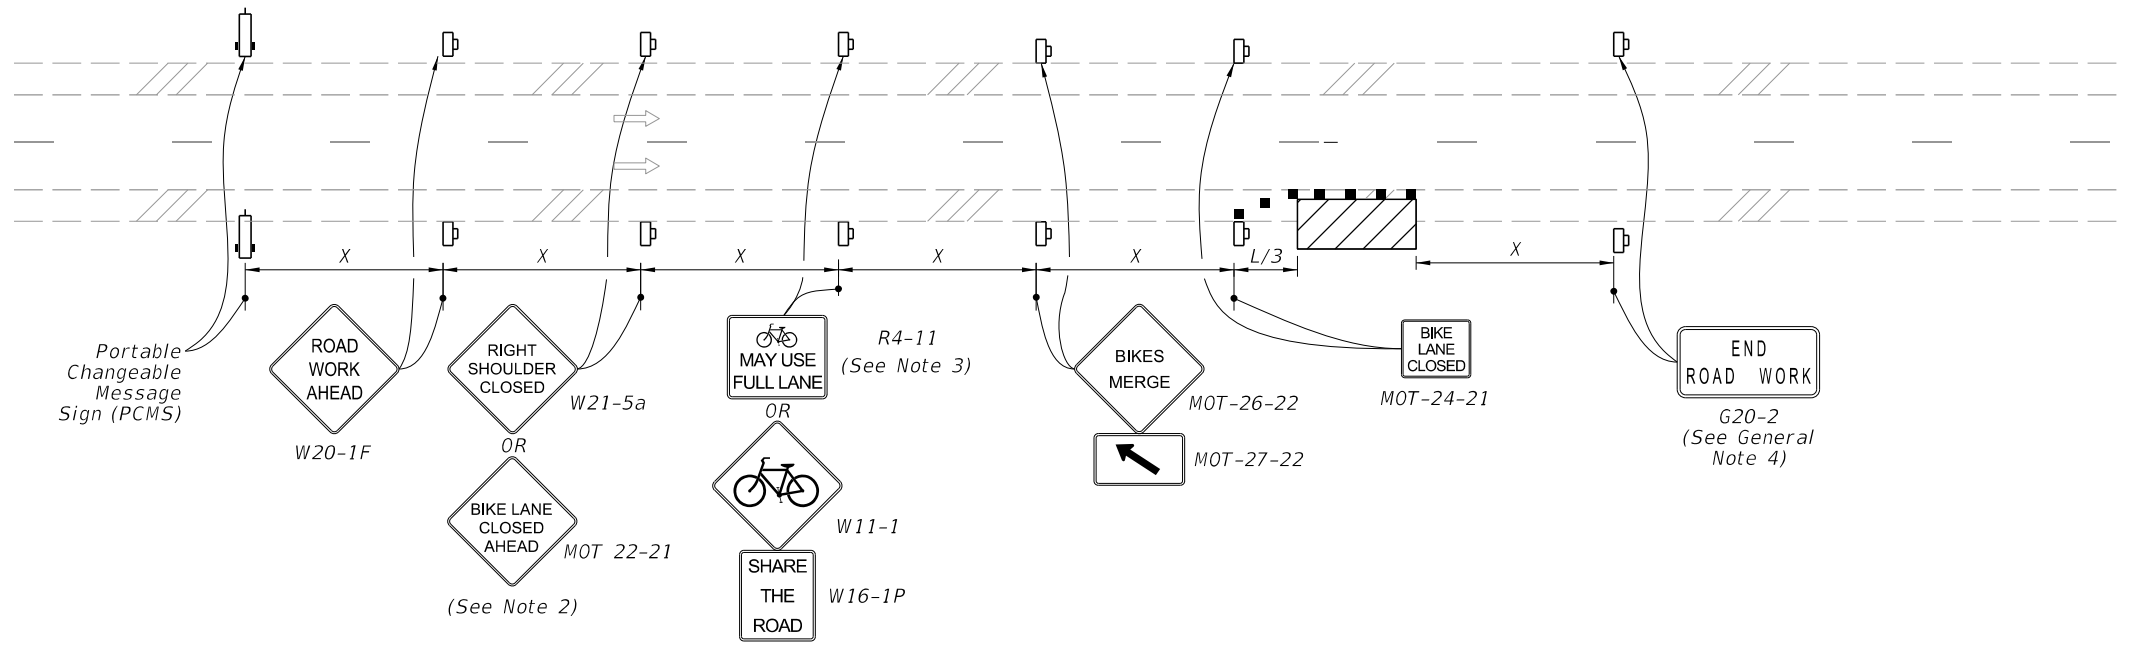 X
X
X
X
X
L/3
X
Portable
Changeable
Message
Sign (PCMS)
ROAD
WORK
AHEAD
W20-1F
RIGHT
SHOULDER
CLOSED
W21-5a
OR
BIKE LANE
CLOSED
AHEAD
MOT 22-21
(See Note 2)
MAY USE
FULL LANE
R4-11
(See Note 3)
OR
W11-1
SHARE
THE
ROAD
W16-1P
BIKES
MERGE
MOT-26-22
MOT-27-22
BIKE
LANE
CLOSED
MOT-24-21
END
ROAD WORK
G20-2
(See General
Note 4)